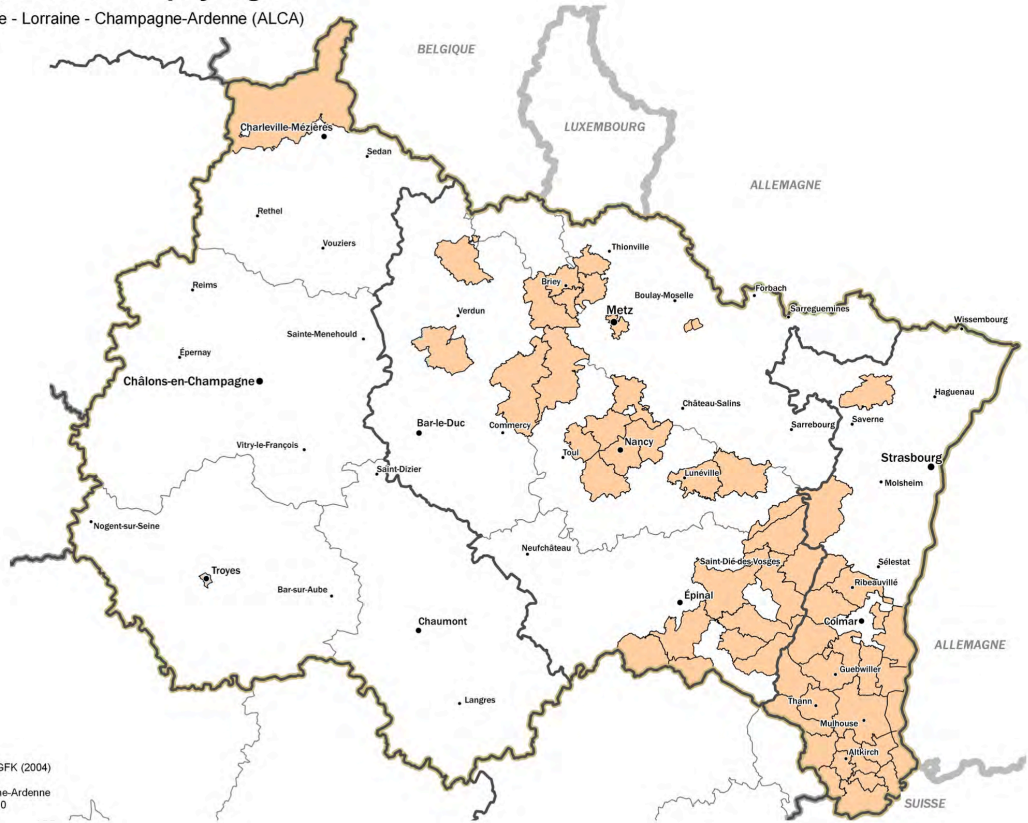 e - Lorraine - Champagne-Ardenne (ALCA)
BELGIQUE
LUXEMBOURG
ALLEMAGNE
Charleville-Mézières
Sedan
Rethel
Vouziers
Thionville
Briey
Boulay-Moselle
Forbach
Sarreguemines
Wissembourg
Reims
Verdun
Metz
Sainte-Menehould
Épernay
Châlons-en-Champagne
Haguenau
Château-Salins
Bar-le-Duc
Commercy
Sarrebourg
Saverne
Vitry-le-François
Nancy
Toul
Strasbourg
Saint-Dizier
Lunéville
Molsheim
Nogent-sur-Seine
Neufchâteau
Saint-Dié-des-Vosges
Sélestat
Troyes
Ribeauvillé
Bar-sur-Aube
Épinal
Colmar
Chaumont
ALLEMAGNE
Guebwiller
Langres
Thann
Mulhouse
Altkirch
GFK (2004)
ne-Ardenne
0
SUISSE